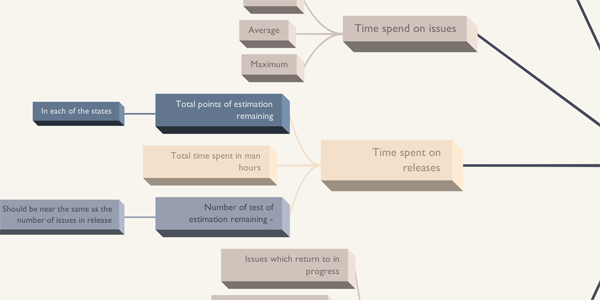 Time spend on issues
Average
Maximum
Total points of estimation
remaining
In each of the states
Time spent on
releases
Total time spent in man
hours
Number of test of
estimation remaining -
Should be near the same as the
number of issues in release
Issues which return to in
progress